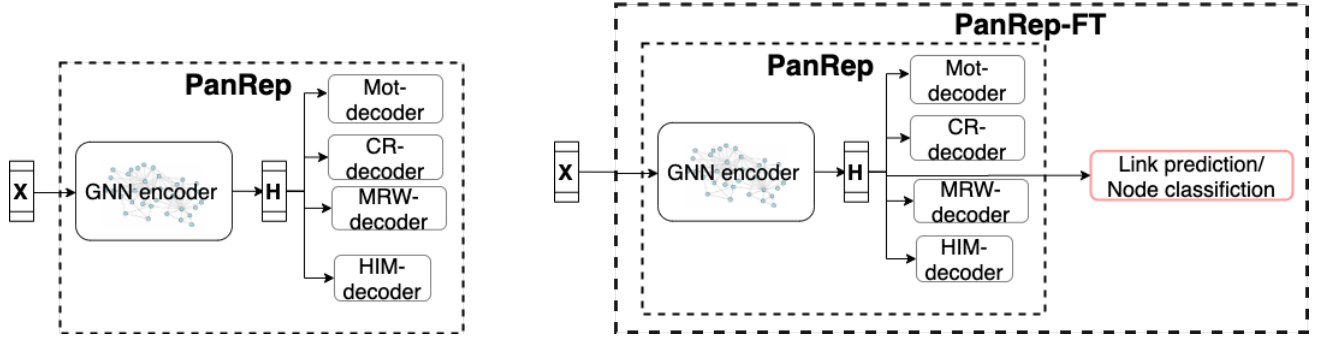 PanRep
X
GNN encoder
H
Mot-
decoder
CR-
decoder
MRW-
decoder
HIM-
decoder
PanRep-FT
PanRep
X
GNN encoder
H
Mot-
decoder
CR-
decoder
MRW-
decoder
HIM-
decoder
Link prediction/
Node classifiction